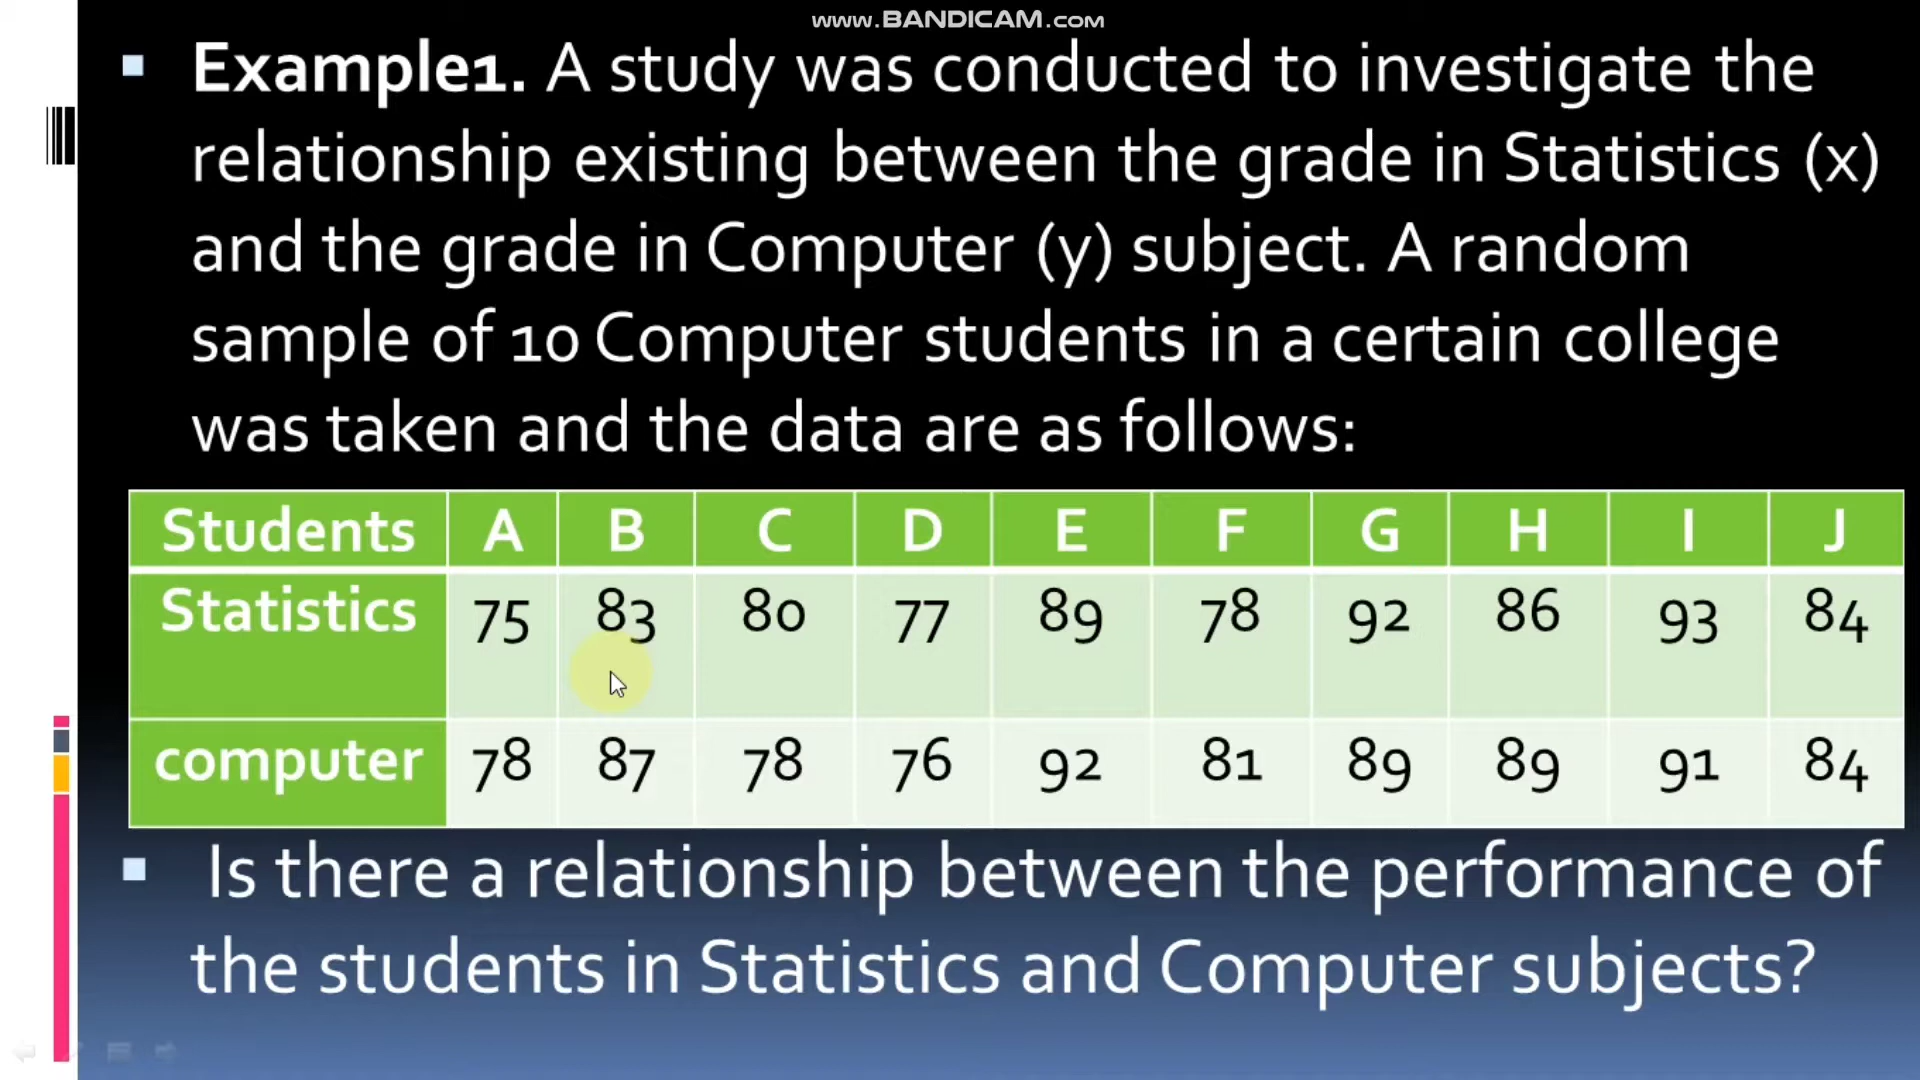 www.BANDICAM.com
Example1. A study was conducted to investigate the
relationship existing between the grade in Statistics (x)
and the grade in Computer (y) subject. A random
sample of 10 Computer students in a certain college
was taken and the data are as follows:
Students A B C D E F G H I J
Statistics 75 83 80 77 89 78 92 86 93 84
computer 78 87 78 76 92 81 89 89 91 84
Is there a relationship between the performance of
the students in Statistics and Computer subjects?